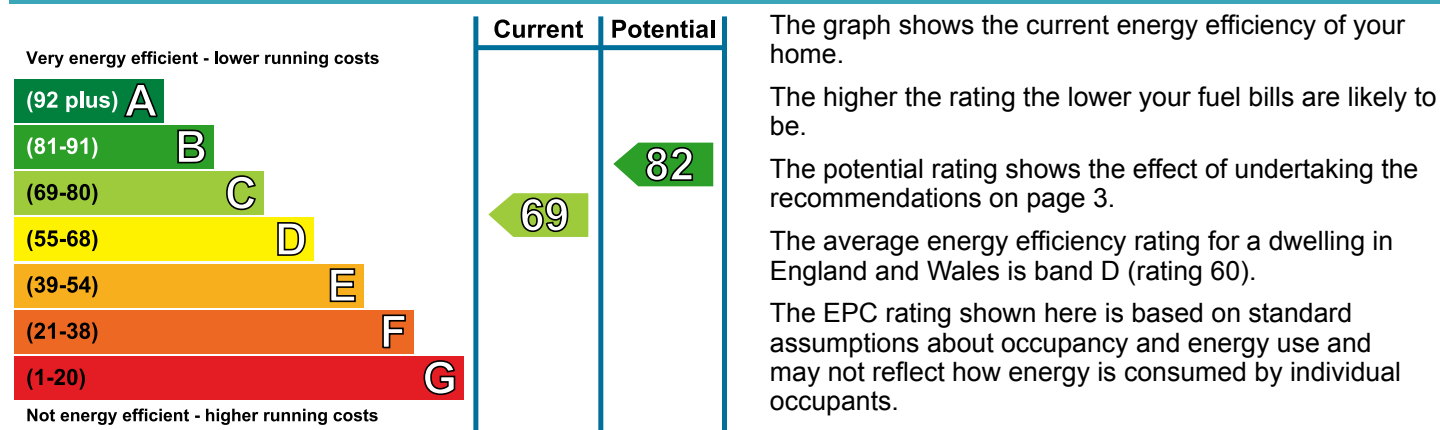 Current
Potential
Very energy efficient - lower running costs
(92 plus) A
(81-91) B
(69-80) C
(55-68) D
(39-54) E
(21-38) F
(1-20) G
Not energy efficient - higher running costs
69
82
The graph shows the current energy efficiency of your
home.
The higher the rating the lower your fuel bills are likely to
be.
The potential rating shows the effect of undertaking the
recommendations on page 3.
The average energy efficiency rating for a dwelling in
England and Wales is band D (rating 60).
The EPC rating shown here is based on standard
assumptions about occupancy and energy use and
may not reflect how energy is consumed by individual
occupants.